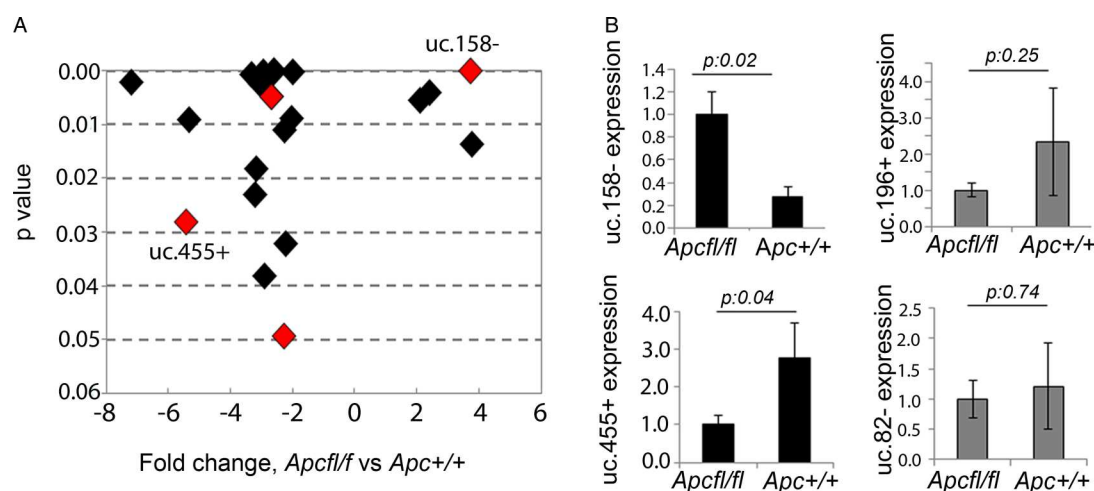 A
uc.158-
0.00
0.01
0.02
0.03
0.04
0.05
0.06
p value
uc.455+
-8 -6 -4 -2 0 2 4 6
Fold change, Apcfl/f vs Apc+/+
B
p:0.02
uc.158- expression
1.4
1.2
1.0
0.8
0.6
0.4
0.2
0.0
Apcfl/fl Apc+/+
p:0.25
uc.196+ expression
4.0
3.0
2.0
1.0
0.0
Apcfl/fl Apc+/+
p:0.04
uc.455+ expression
4.0
3.0
2.0
1.0
0.0
Apcfl/fl Apc+/+
p:0.74
uc.82- expression
2.5
2.0
1.5
1.0
0.5
0.0
Apcfl/fl Apc+/+